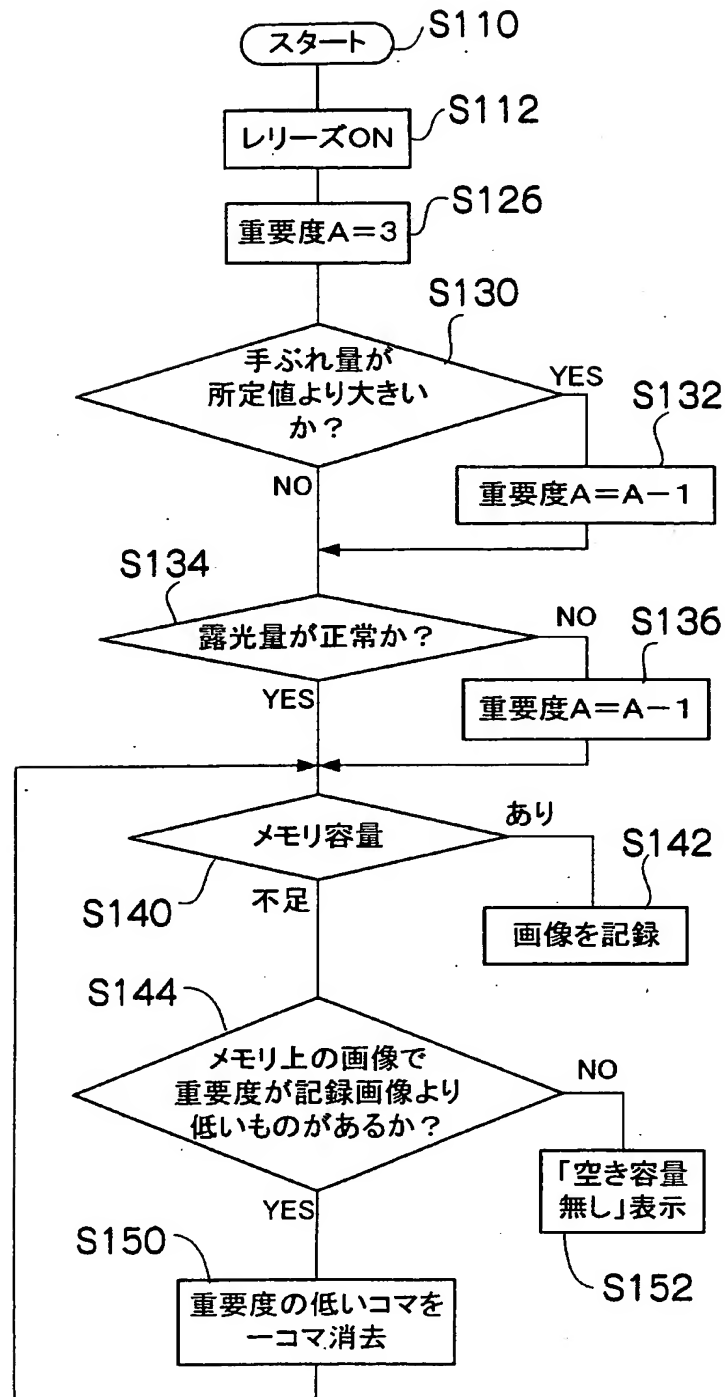 スタート
S110
レリーズON
S112
重要度A=3
S126
S130
手ぶれ量が
所定値より大きい
か?
YES
S132
重要度A=A-1
NO
S134
露光量が正常か?
NO
S136
重要度A=A-1
YES
メモリ容量
あり
S140
S142
画像を記録
不足
S144
メモリ上の画像で
重要度が記録画像より
低いものがあるか?
NO
「空き容量
無し」表示
S152
YES
S150
重要度の低いコマを
一コマ消去